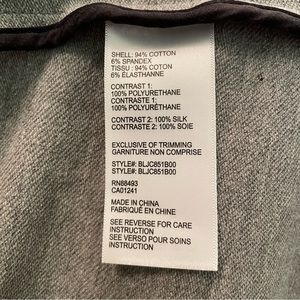 SHELL: 94% COTTON
6% SPANDEX
TISSU : 94% COTON
6% ÉLASTHANNE
CONTRAST 1:
100% POLYURETHANE
CONTRASTE 1:
100% POLYURÉTHANE
CONTRAST 2: 100% SILK
CONTRASTE 2: 100% SOIE
EXCLUSIVE OF TRIMMING
GARNITURE NON COMPRISE
STYLE#: BLJC851B00
STYLE#: BLJC851B00
RN88493
CA01241
MADE IN CHINA
FABRIQUÉ EN CHINE
SEE REVERSE FOR CARE
INSTRUCTION
SEE VERSO POUR SOINS
INSTRUCTION